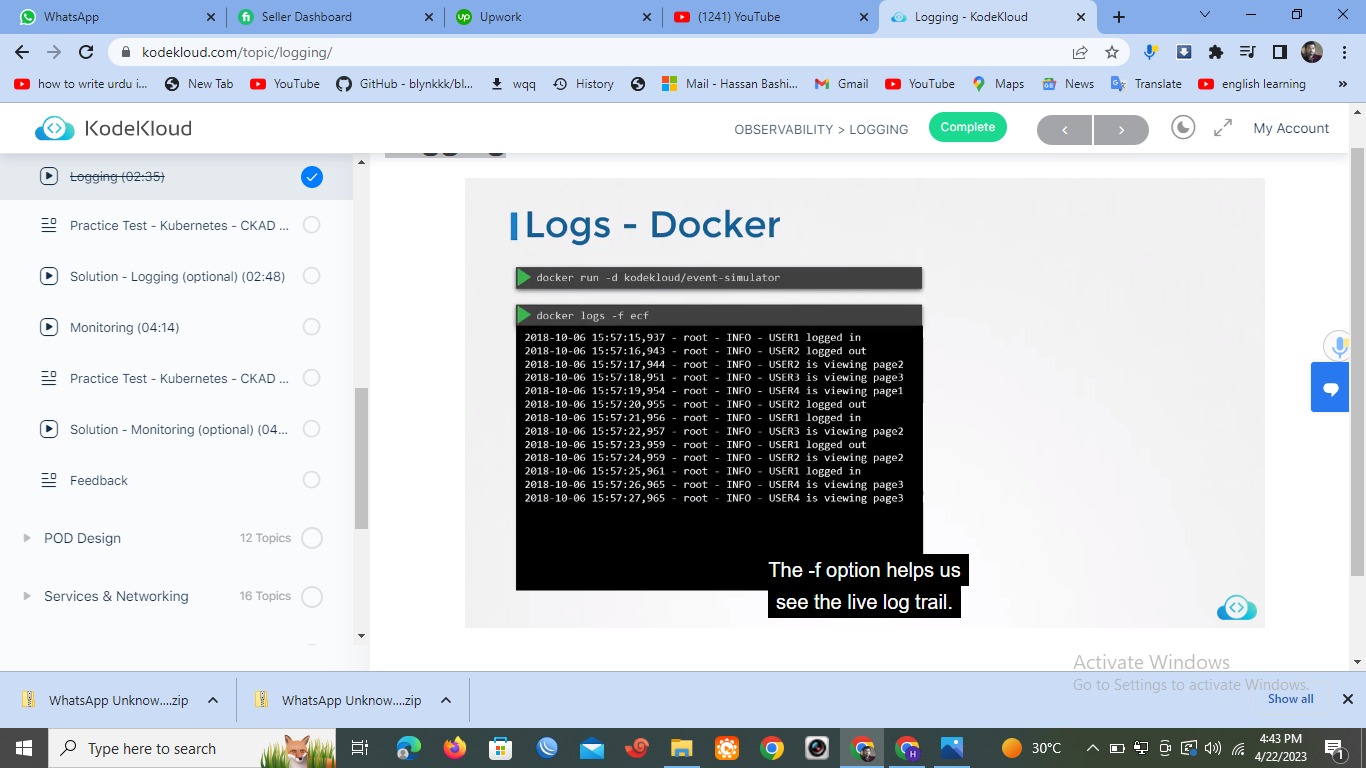 WhatsApp
Seller Dashboard
Upwork
(1241) YouTube
Logging - KodeKloud
kodekloud.com/topic/logging/
how to write urdu i...
New Tab
YouTube
GitHub - blynkkk/bl...
wqq
History
Mail - Hassan Bashi...
Gmail
YouTube
Maps
News
Translate
english learning
»
KodeKloud
OBSERVABILITY > LOGGING
Complete
My Account
Logging (02:35)
Practice Test - Kubernetes - CKAD ...
Solution - Logging (optional) (02:48)
Monitoring (04:14)
Practice Test - Kubernetes - CKAD ...
Solution - Monitoring (optional) (04...
Feedback
POD Design
12 Topics
Services & Networking
16 Topics
Logs - Docker
docker run -d kodekloud/event-simulator
docker logs -f ecf
2018-10-06 15:57:15,937 - root - INFO - USER1 logged in
2018-10-06 15:57:16,943 - root - INFO - USER2 logged out
2018-10-06 15:57:17,944 - root - INFO - USER2 is viewing page2
2018-10-06 15:57:18,951 - root - INFO - USER3 is viewing page3
2018-10-06 15:57:19,954 - root - INFO - USER4 is viewing page1
2018-10-06 15:57:20,955 - root - INFO - USER2 logged out
2018-10-06 15:57:21,956 - root - INFO - USER1 logged in
2018-10-06 15:57:22,957 - root - INFO - USER3 is viewing page2
2018-10-06 15:57:23,959 - root - INFO - USER1 logged out
2018-10-06 15:57:24,959 - root - INFO - USER2 is viewing page2
2018-10-06 15:57:25,961 - root - INFO - USER1 logged in
2018-10-06 15:57:26,965 - root - INFO - USER4 is viewing page3
2018-10-06 15:57:27,965 - root - INFO - USER4 is viewing page3
The -f option helps us
see the live log trail.
Activate Windows
Go to Settings to activate Windows.
WhatsApp Unknow....zip
WhatsApp Unknow....zip
Show all
Type here to search
30°C
4:43 PM
4/22/2023
1